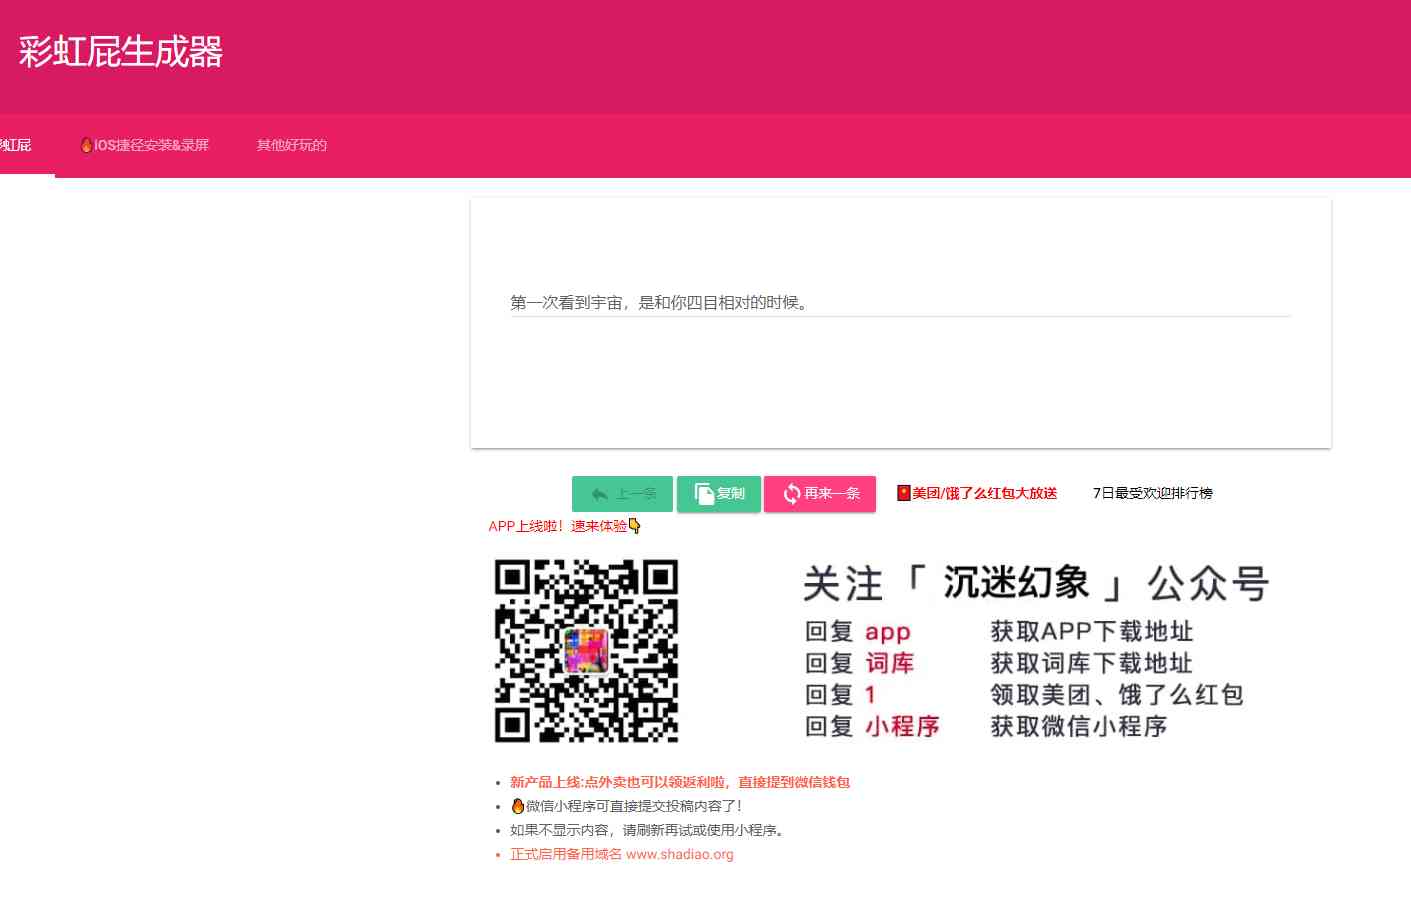 彩虹屁生成器
彩虹屁 🔥IOS捷径安装&录屏 其他好玩的
第一次看到宇宙，是和你四目相对的时候。
上一条 复制 再来一条 🧧美团/饿了么红包大放送 7日最受欢迎排行榜
APP上线啦！速来体验👇
关注「 沉迷幻象 」公众号
回复 app 获取APP下载地址
回复 词库 获取词库下载地址
回复 1 领取美团、饿了么红包
回复 小程序 获取微信小程序
新产品上线:点外卖也可以领返利啦，直接提到微信钱包
🔥微信小程序可直接提交投稿内容了！
如果不显示内容，请刷新再试或使用小程序。
正式启用备用域名 www.shadiao.org